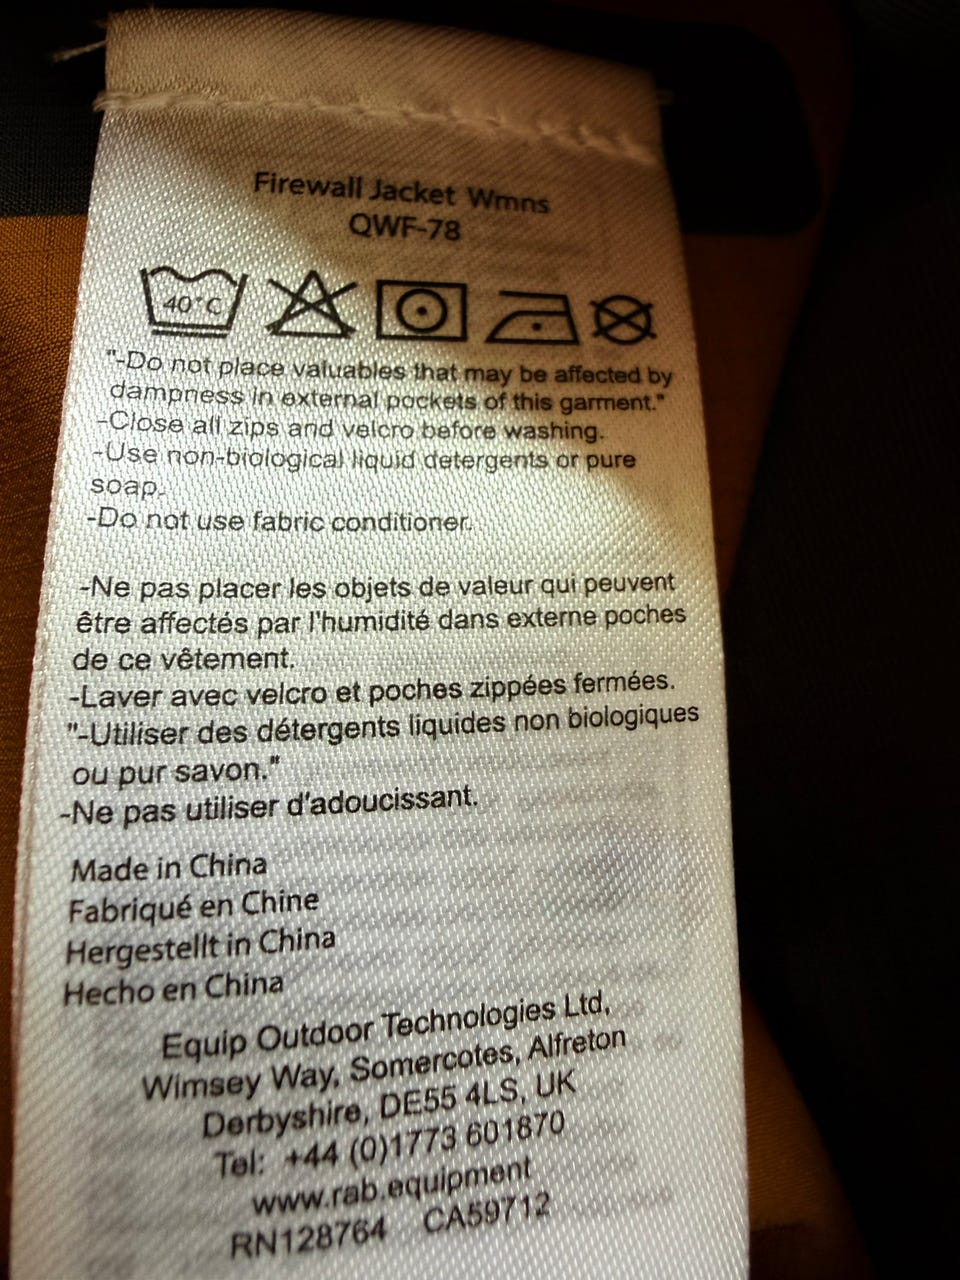 Firewall Jacket Wmns
QWF-78
40°C
"-Do not place valuables that may be affected by
dampness in external pockets of this garment."
-Close all zips and velcro before washing.
-Use non-biological liquid detergents or pure
soap.
-Do not use fabric conditioner.
-Ne pas placer les objets de valeur qui peuvent
être affectés par l'humidité dans externe poches
de ce vêtement.
-Laver avec velcro et poches zippées fermées.
"-Utiliser des détergents liquides non biologiques
ou pur savon."
-Ne pas utiliser d'adoucissant.
Made in China
Fabriqué en Chine
Hergestellt in China
Hecho en China
Equip Outdoor Technologies Ltd,
Wimsey Way, Somercotes, Alfreton
Derbyshire, DE55 4LS, UK
Tel: +44 (0)1773 601870
www.rab.equipment
RN128764 CA59712